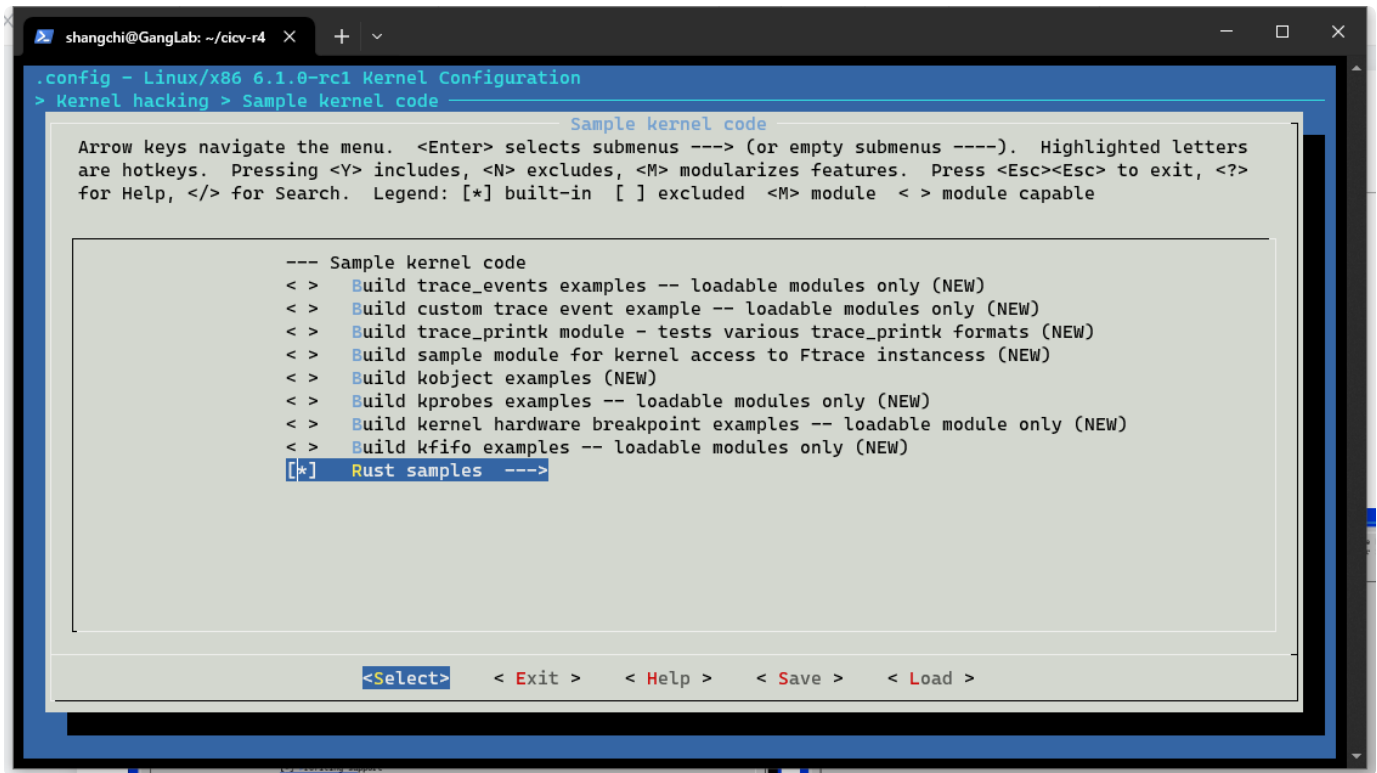 shangchi@GangLab: ~/cicv-r4
.config - Linux/x86 6.1.0-rc1 Kernel Configuration
> Kernel hacking > Sample kernel code
Sample kernel code
Arrow keys navigate the menu.  <Enter> selects submenus ---> (or empty submenus ----).  Highlighted letters
are hotkeys.  Pressing <Y> includes, <N> excludes, <M> modularizes features.  Press <Esc><Esc> to exit, <?>
for Help, </> for Search.  Legend: [*] built-in  [ ] excluded  <M> module  < > module capable
--- Sample kernel code
< >   Build trace_events examples -- loadable modules only (NEW)
< >   Build custom trace event example -- loadable modules only (NEW)
< >   Build trace_printk module - tests various trace_printk formats (NEW)
< >   Build sample module for kernel access to Ftrace instancess (NEW)
< >   Build kobject examples (NEW)
< >   Build kprobes examples -- loadable modules only (NEW)
< >   Build kernel hardware breakpoint examples -- loadable module only (NEW)
< >   Build kfifo examples -- loadable modules only (NEW)
[*]   Rust samples  --->
<Select>    < Exit >    < Help >    < Save >    < Load >